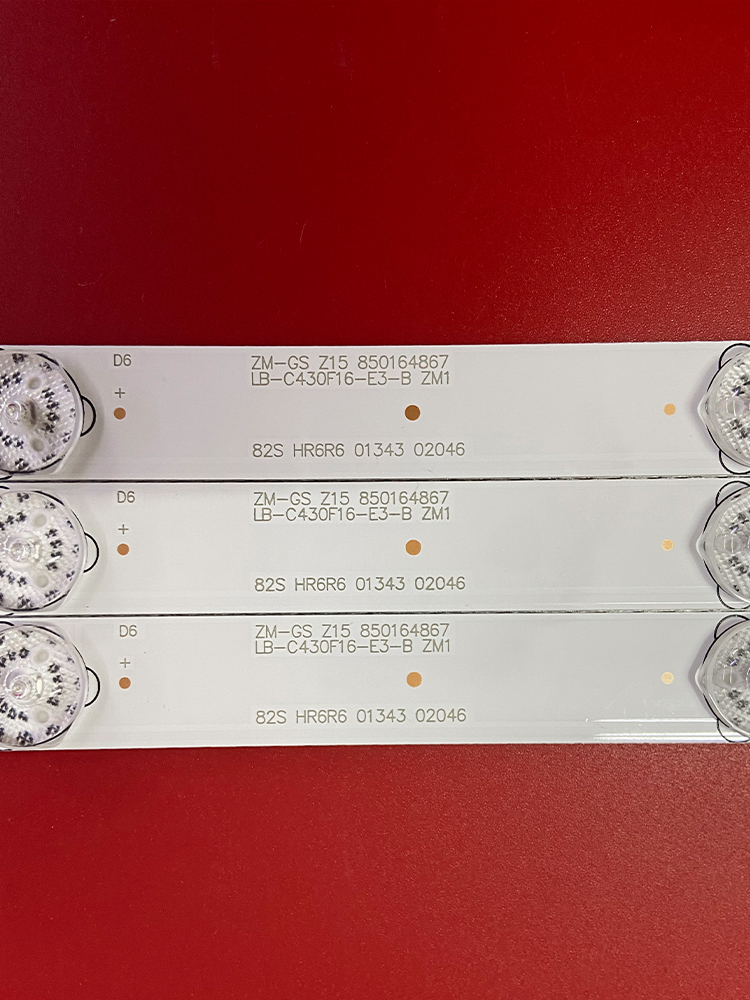 D6
ZM-GS Z15 850164867
LB-C430F16-E3-B ZM1
+
82S HR6R6 01343 02046
D6
ZM-GS Z15 850164867
LB-C430F16-E3-B ZM1
+
82S HR6R6 01343 02046
D6
ZM-GS Z15 850164867
LB-C430F16-E3-B ZM1
+
82S HR6R6 01343 02046